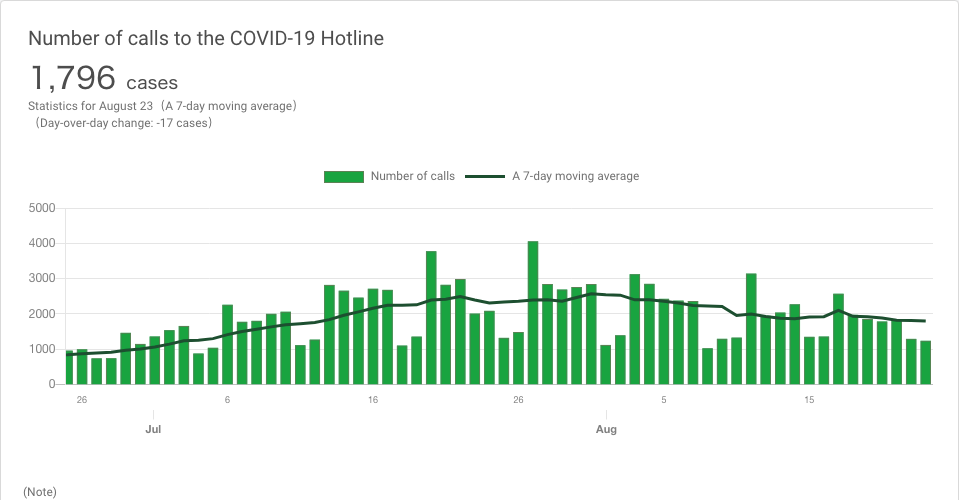 Number of calls to the COVID-19 Hotline
1,796 cases
Statistics for August 23（A 7-day moving average）
（Day-over-day change: -17 cases）
Number of calls
A 7-day moving average
5000
4000
3000
2000
1000
0
26 6 16 26 5 15
Jul Aug
(Note)